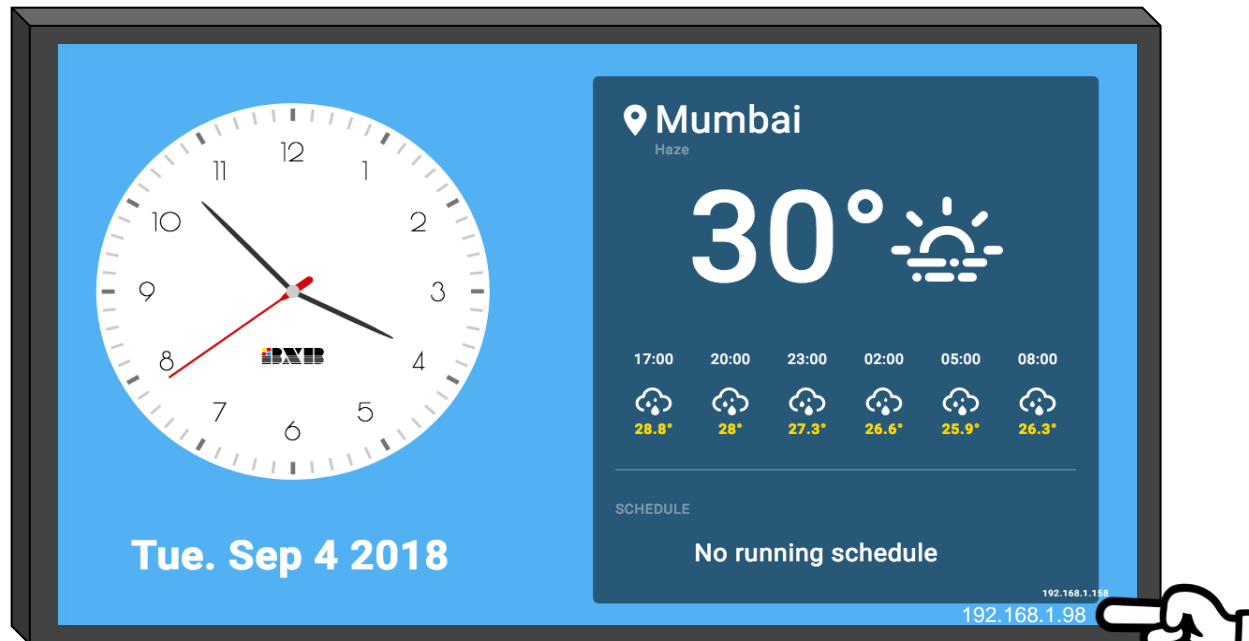 12
11
1
10
2
9
3
BXB
8
4
7
5
6
Tue. Sep 4 2018
Mumbai
Haze
30°
17:00 20:00 23:00 02:00 05:00 08:00
28.8° 28° 27.3° 26.6° 25.9° 26.3°
SCHEDULE
No running schedule
192.168.1.158
192.168.1.98